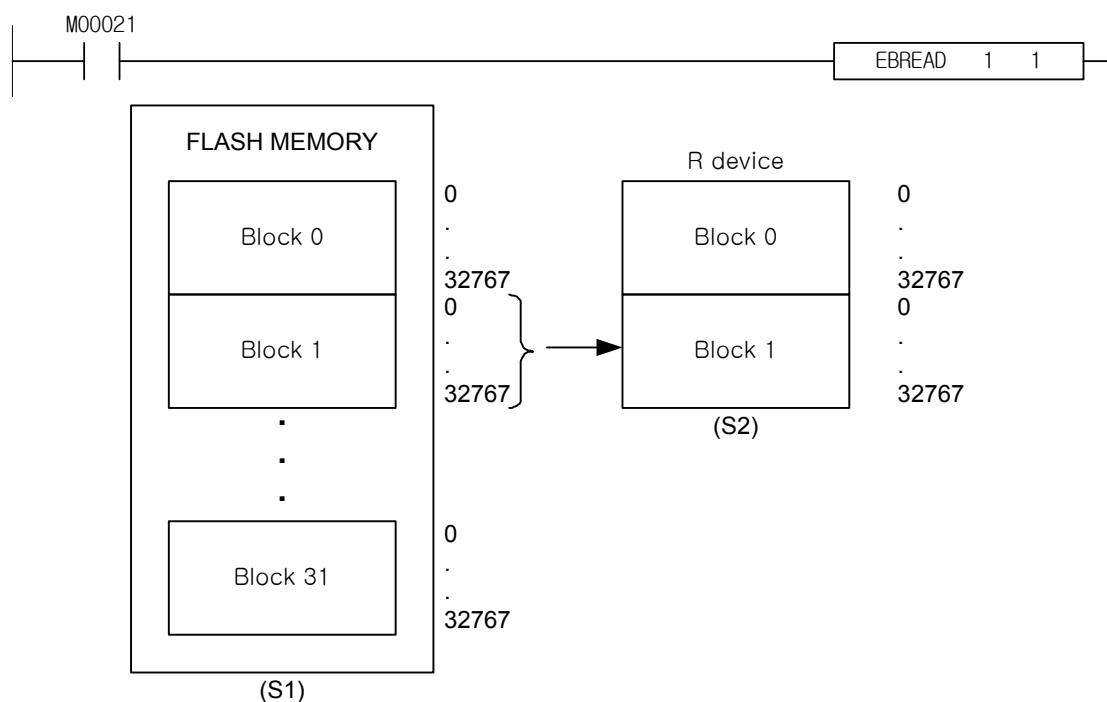 M00021
EBREAD 1 1
FLASH MEMORY
Block 0
0
.
.
32767
Block 1
0
.
.
32767
.
.
.
Block 31
0
.
.
32767
(S1)
R device
Block 0
0
.
.
32767
Block 1
0
.
.
32767
(S2)